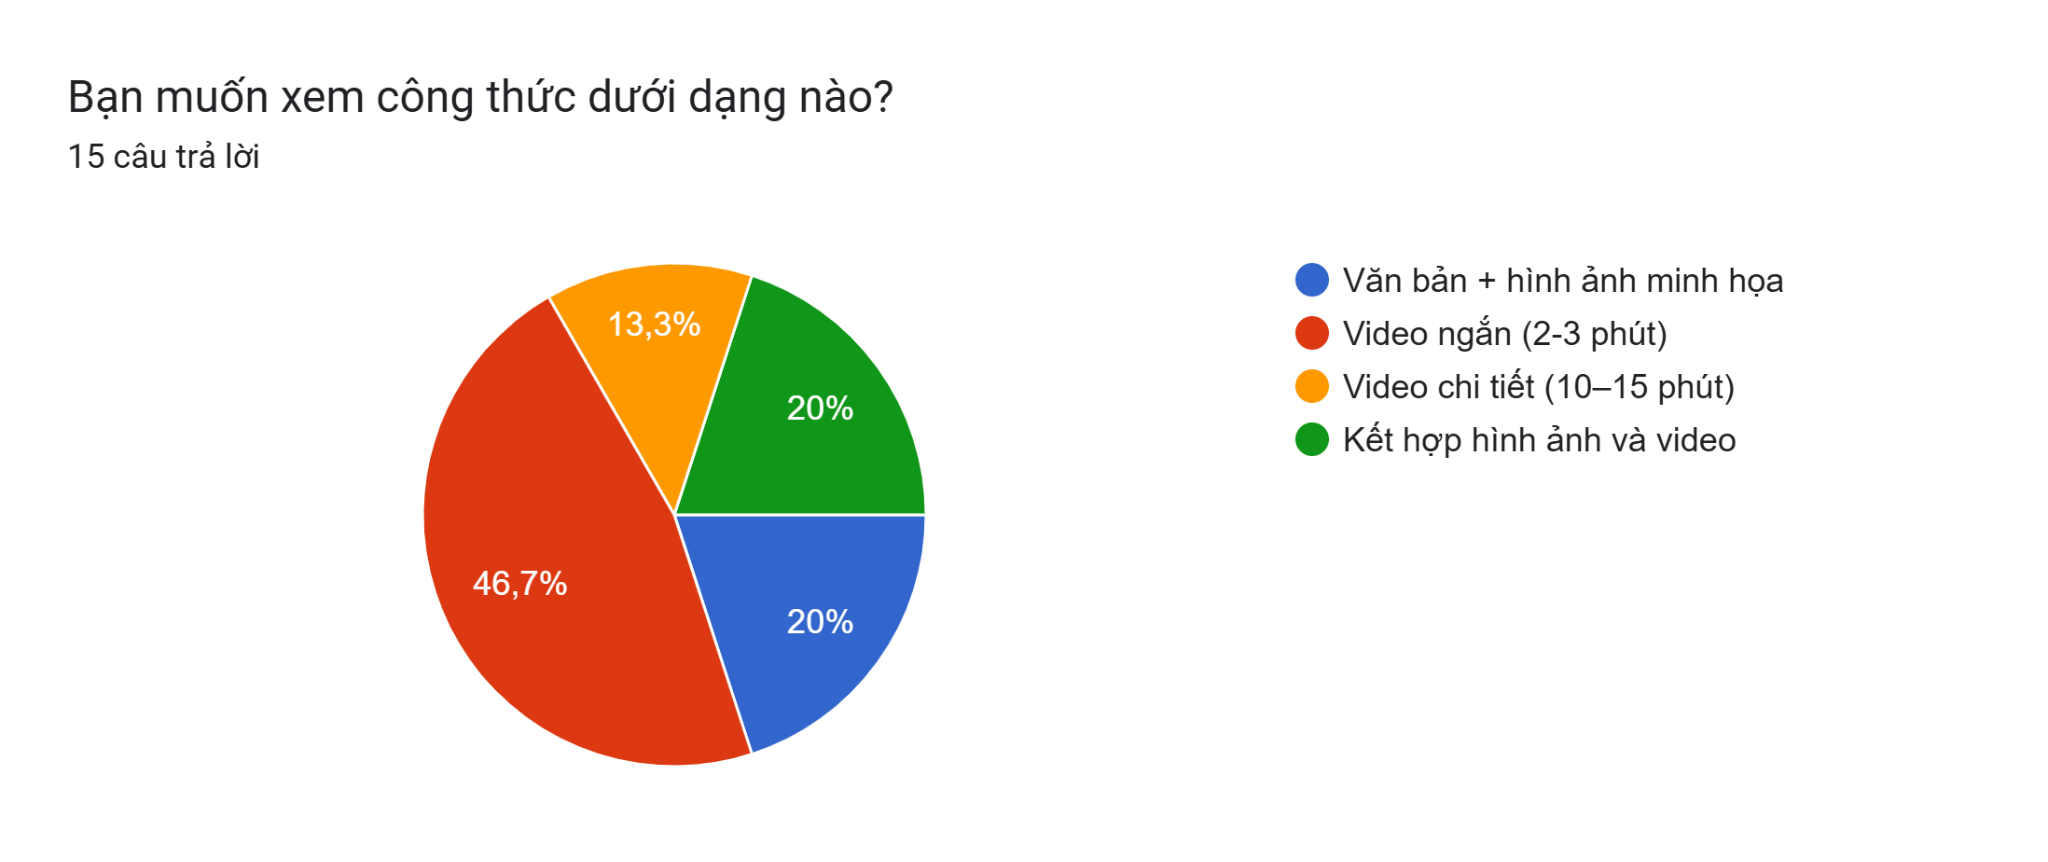 Bạn muốn xem công thức dưới dạng nào?
15 câu trả lời
13,3%
20%
46,7%
20%
Văn bản + hình ảnh minh họa
Video ngắn (2-3 phút)
Video chi tiết (10–15 phút)
Kết hợp hình ảnh và video